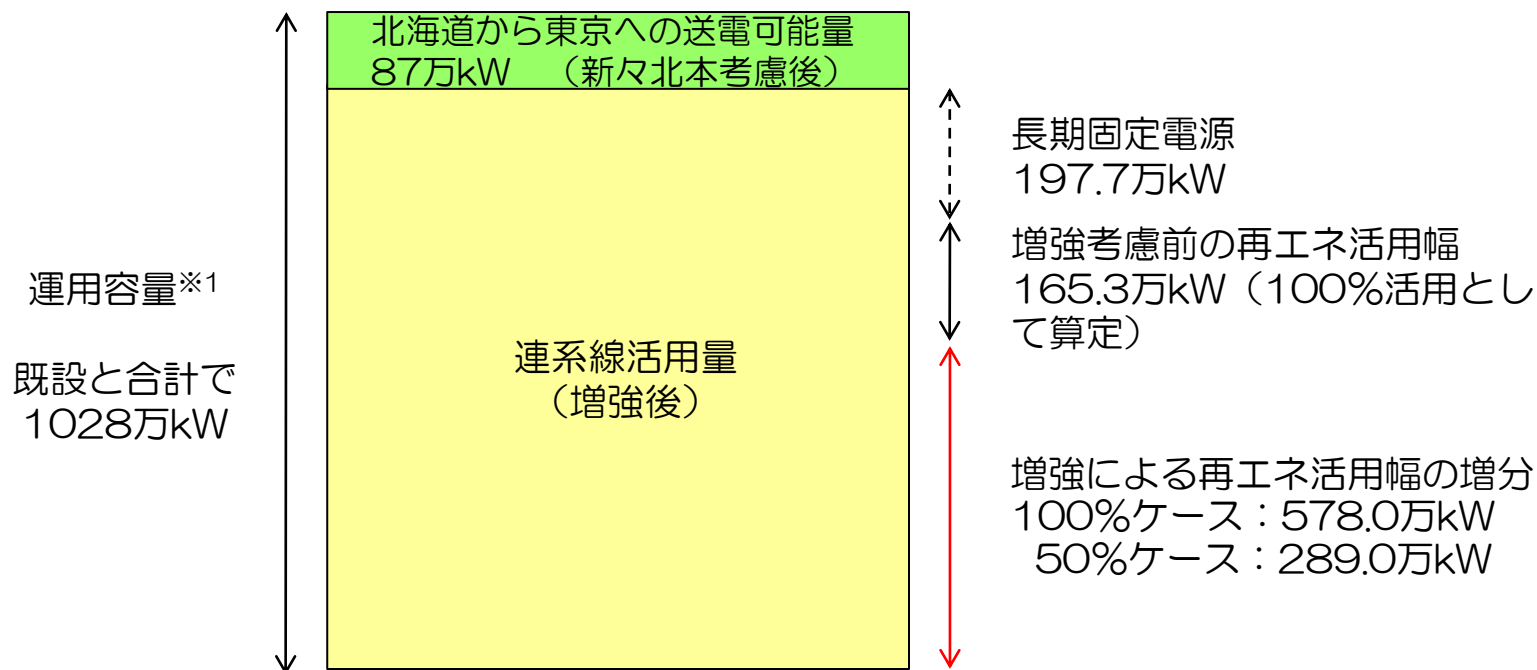 北海道から東京への送電可能量
87万kW （新々北本考慮後）
運用容量※1
既設と合計で
1028万kW
連系線活用量
（増強後）
長期固定電源
197.7万kW
増強考慮前の再エネ活用幅
165.3万kW（100％活用とし
て算定）
増強による再エネ活用幅の増分
100％ケース：578.0万kW
50％ケース：289.0万kW